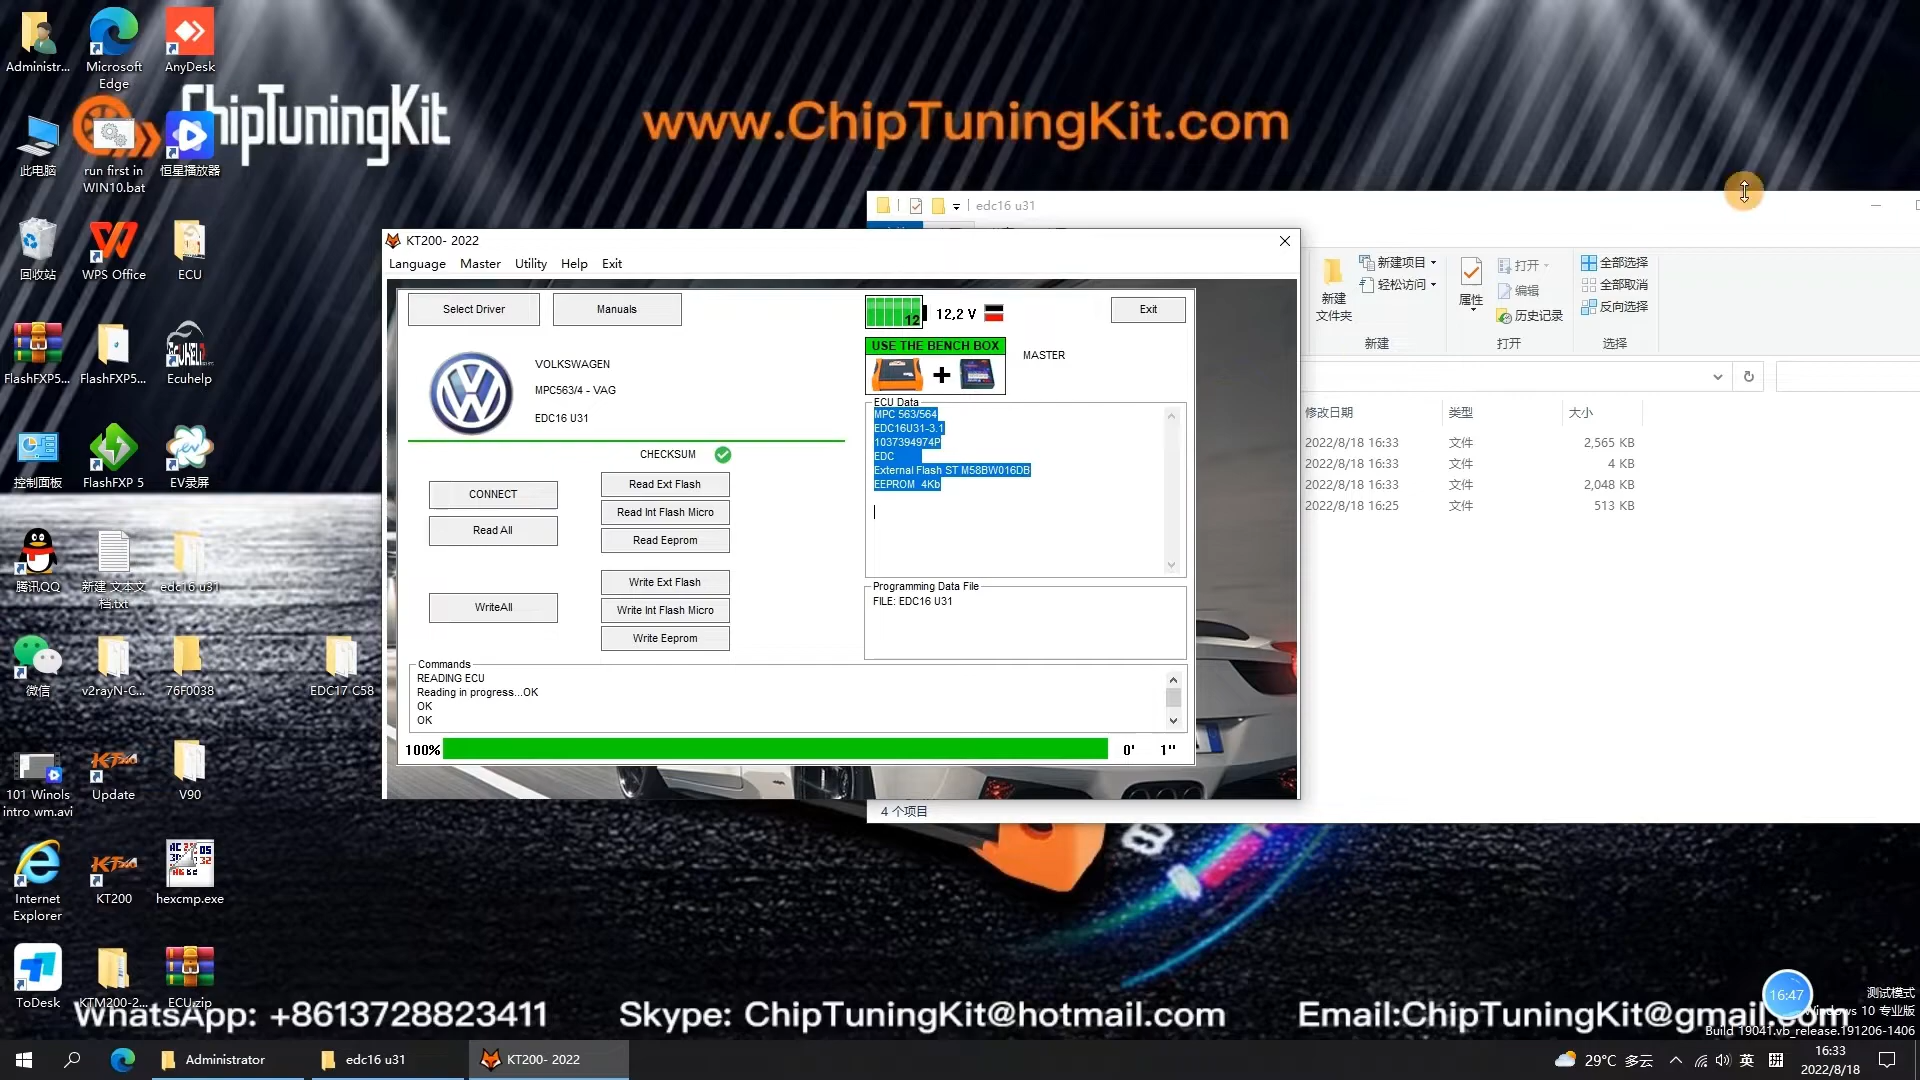 Administr...
Microsoft
Edge
AnyDesk
ChipTuningKit
www.ChipTuningKit.com
此电脑
run first in
WIN10.bat
恒星播放器
回收站
WPS Office
ECU
FlashFXP5...
FlashFXP5...
Ecuhelp
控制面板
FlashFXP 5
EV录屏
腾讯QQ
新建 文本文
档.txt
edc16 u31
微信
v2rayN-C...
76F0038
EDC17 C58
101 Winols
intro wm.avi
Update
V90
Internet
Explorer
KT200
hexcmp.exe
ToDesk
KTM200-2...
ECU.zip
edc16 u31
KT200- 2022
Language Master Utility Help Exit
Select Driver
Manuals
12
12,2 V
Exit
USE THE BENCH BOX
+
MASTER
VOLKSWAGEN
MPC563/4 - VAG
EDC16 U31
CHECKSUM
CONNECT
Read All
WriteAll
Read Ext Flash
Read Int Flash Micro
Read Eeprom
Write Ext Flash
Write Int Flash Micro
Write Eeprom
ECU Data
MPC 563/564
EDC16U31-3.1
1037394974P
EDC
External Flash ST M58BW016DB
EEPROM 4Kb
Programming Data File
FILE: EDC16 U31
Commands
READING ECU
Reading in progress...OK
OK
OK
100%
0' 1''
新建
文件夹
新建项目
轻松访问
新建
属性
打开
编辑
历史记录
打开
全部选择
全部取消
反向选择
选择
修改日期 类型 大小
2022/8/18 16:33 文件 2,565 KB
2022/8/18 16:33 文件 4 KB
2022/8/18 16:33 文件 2,048 KB
2022/8/18 16:25 文件 513 KB
4 个项目
WhatsApp: +8613728823411 Skype: ChipTuningKit@hotmail.com Email:ChipTuningKit@gmail
16:47
测试模式
Windows 10 专业版
Build 19041.vb_release.191206-1406
Administrator
edc16 u31
KT200- 2022
29°C 多云
英
16:33
2022/8/18